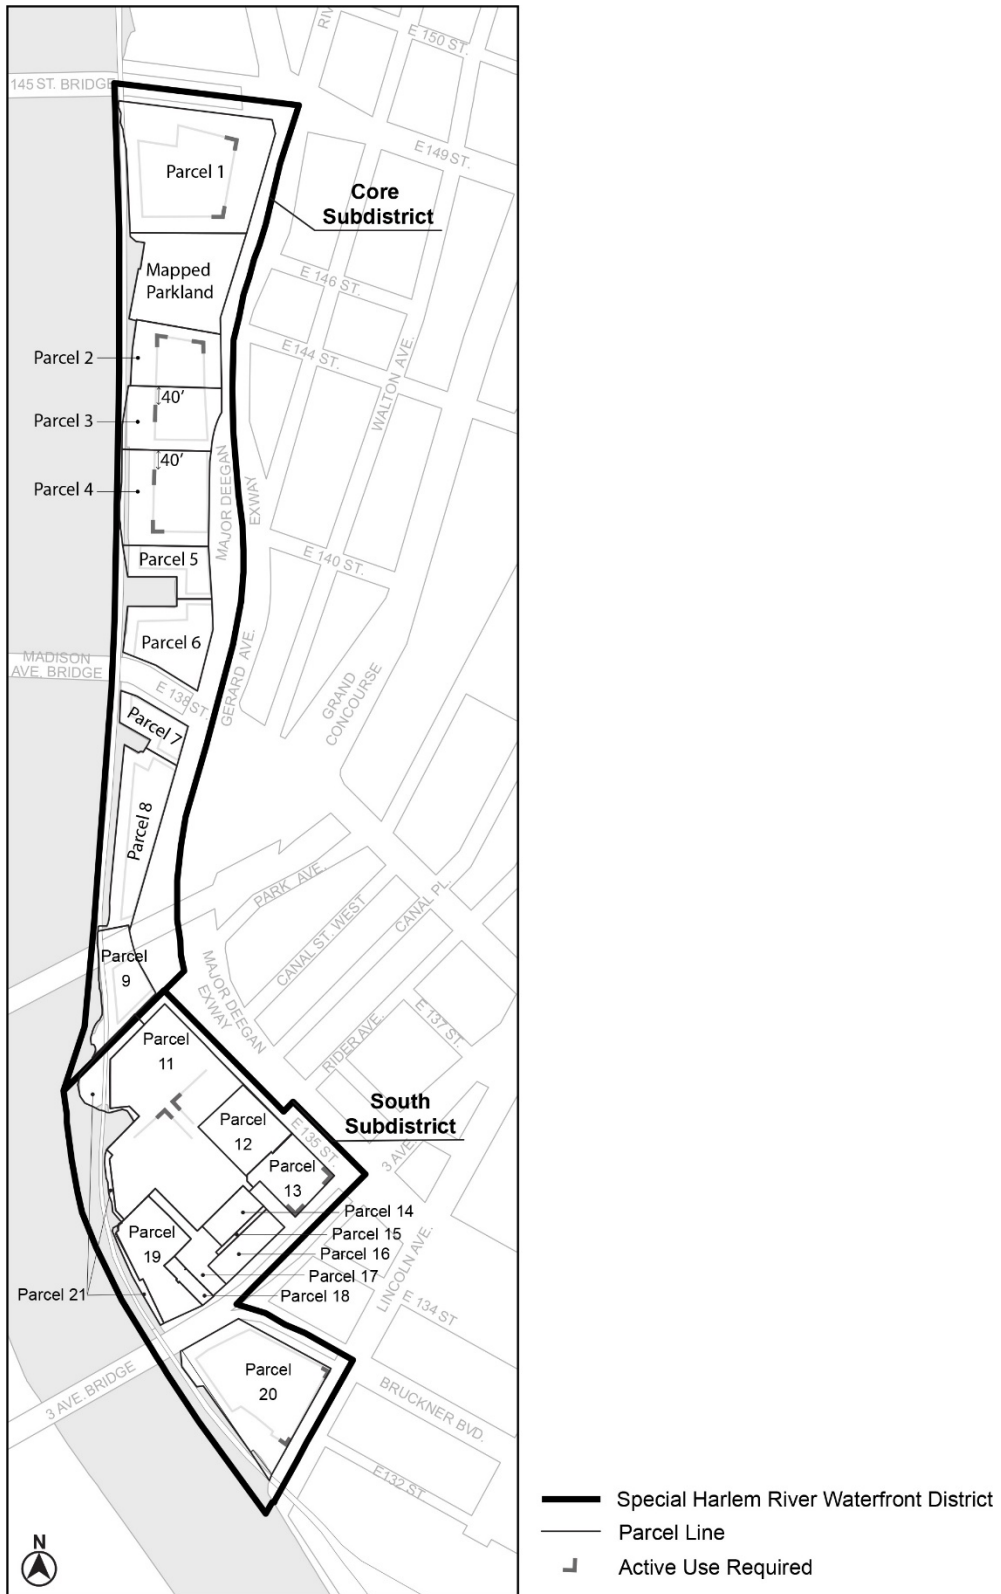 RIV
E 150 ST.
145 ST. BRIDGE
E 149 ST.
Parcel 1
Core
Subdistrict
Mapped
Parkland
E 146 ST.
E 144 ST.
WALTON AVE.
Parcel 2
40'
Parcel 3
40'
Parcel 4
MAJOR DEEGAN
EXWAY
E 140 ST.
Parcel 5
Parcel 6
MADISON
AVE. BRIDGE
E 138 ST.
GERARD AVE.
GRAND
CONCOURSE
Parcel 7
Parcel 8
PARK AVE.
CANAL ST. WEST
CANAL PL.
Parcel
9
MAJOR DEEGAN
EXWAY
RIDER AVE.
E 137 ST.
Parcel
11
South
Subdistrict
Parcel
12
E 135 ST.
3 AVE.
Parcel
13
Parcel 14
Parcel 15
Parcel 16
Parcel 17
Parcel 18
Parcel
19
Parcel 21
LINCOLN AVE.
E 134 ST
3 AVE. BRIDGE
Parcel
20
BRUCKNER BVD.
E 132 ST
N
Special Harlem River Waterfront District
Parcel Line
Active Use Required